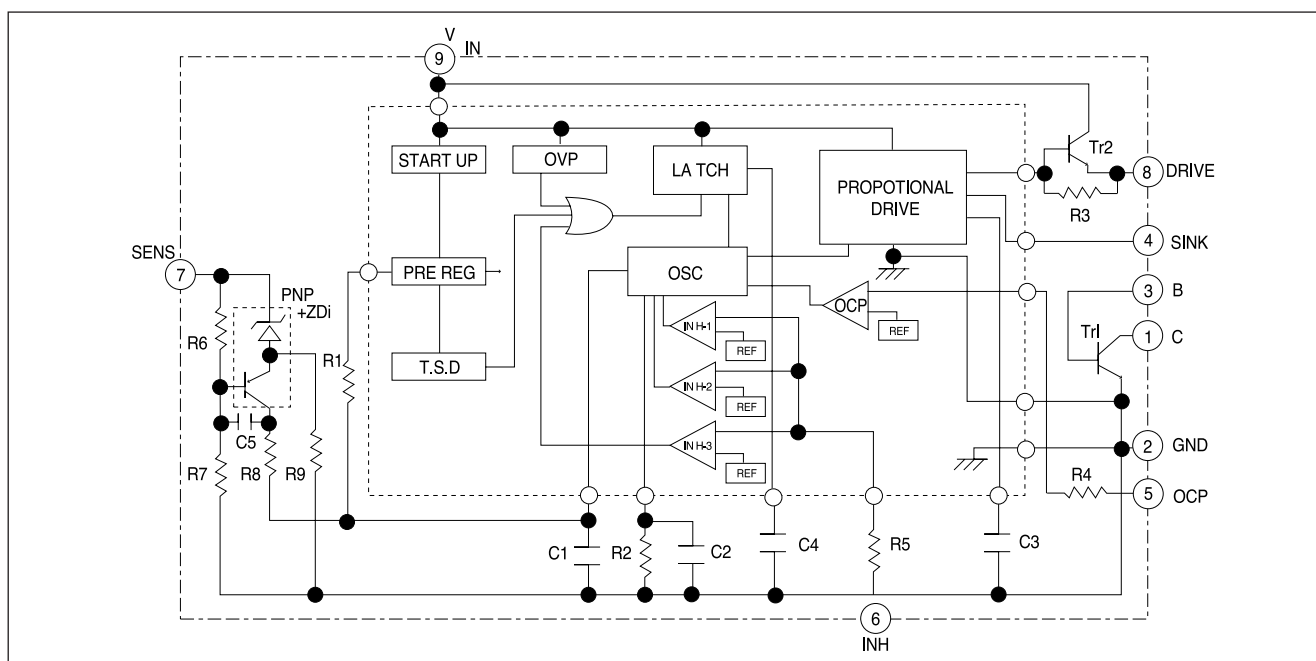 V
IN
9
START UP
OVP
LA TCH
PROPOTIONAL
DRIVE
Tr2
8
DRIVE
R3
SENS
7
4
SINK
PRE REG
OSC
PNP
+ZDi
3
B
OCP
REF
R6
R1
INH-1
REF
Tr1
1
C
T.S.D
INH-2
REF
C5
INH-3
REF
2
GND
R7
R8
R9
R4
5
OCP
C1
R2
C2
C4
R5
C3
6
INH